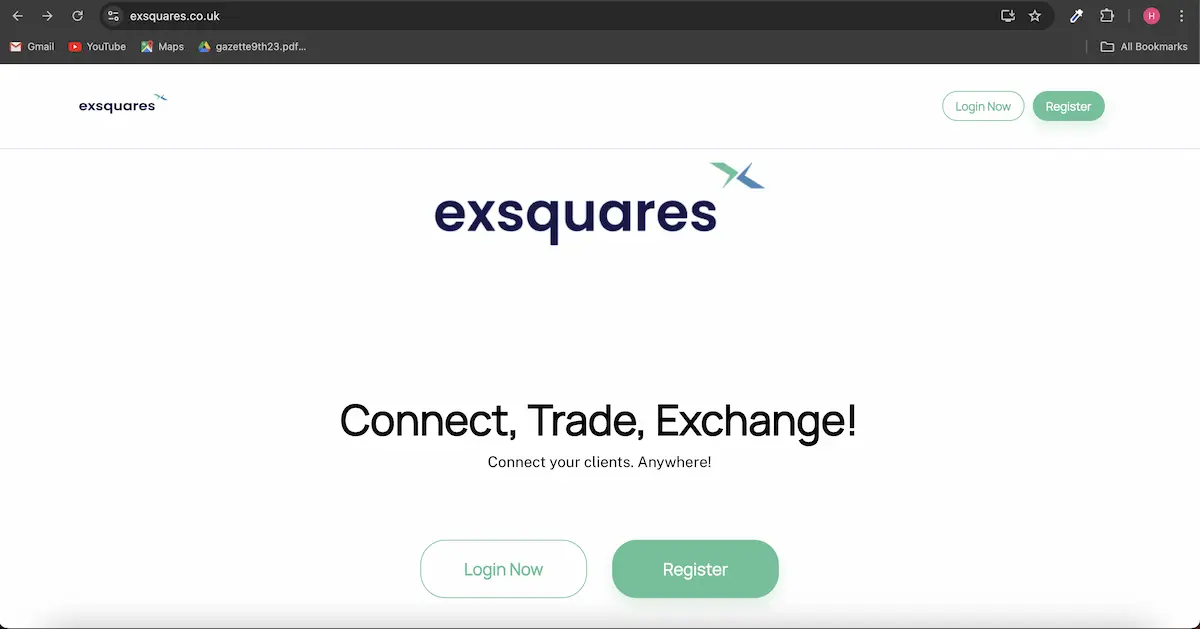 exsquares.co.uk
H
Gmail YouTube Maps gazette9th23.pdf... All Bookmarks
exsquares Login Now Register
exsquares
Connect, Trade, Exchange!
Connect your clients. Anywhere!
Login Now Register